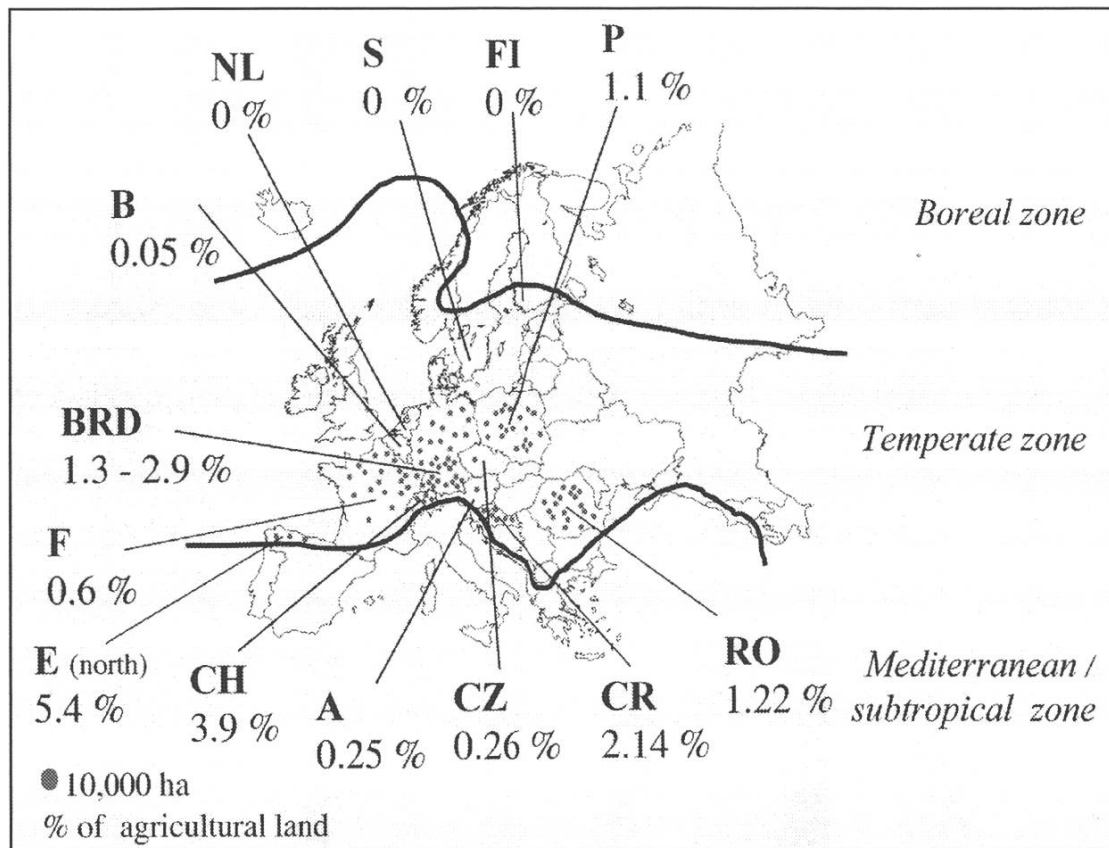 NL
0 %
S
0 %
FI
0 %
P
1.1 %
B
0.05 %
Boreal zone
BRD
1.3 - 2.9 %
Temperate zone
F
0.6 %
E (north)
5.4 %
CH
3.9 %
A
0.25 %
CZ
0.26 %
CR
2.14 %
RO
1.22 %
Mediterranean /
subtropical zone
10,000 ha
% of agricultural land